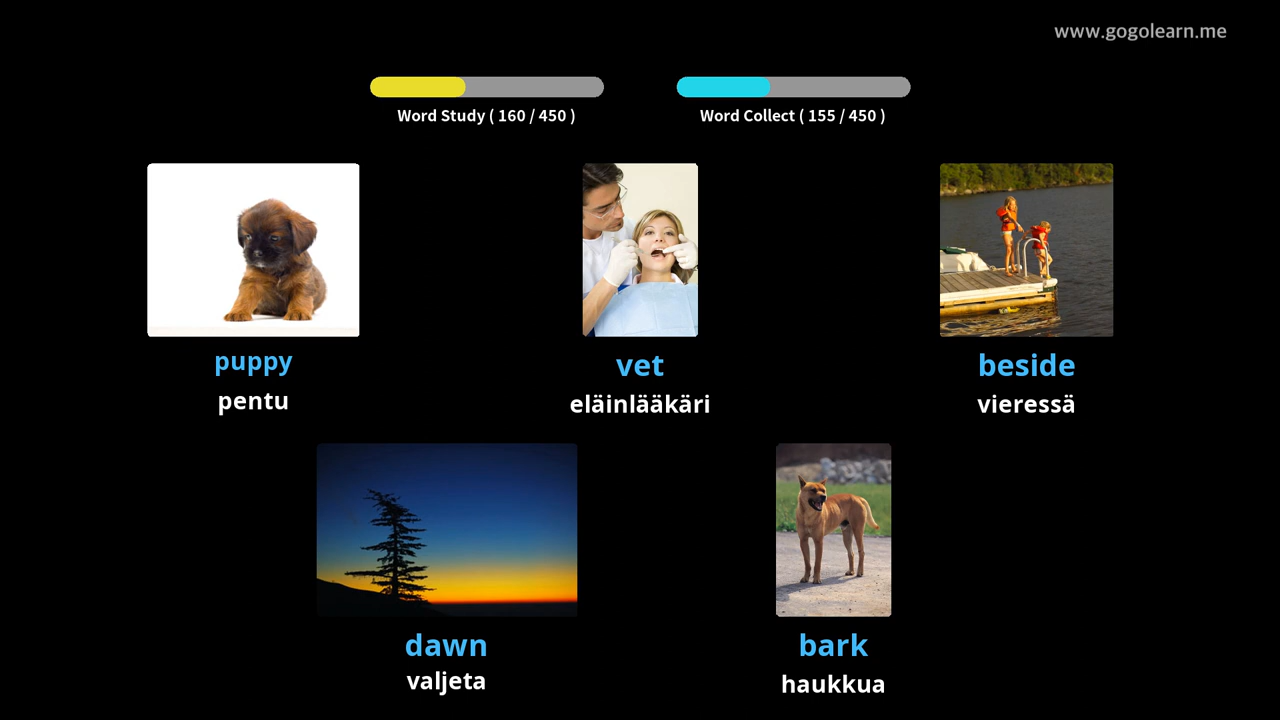 www.gogolearn.me
Word Study ( 160 / 450 )
Word Collect ( 155 / 450 )
puppy
pentu
vet
eläinlääkäri
beside
vieressä
dawn
valjeta
bark
haukkua